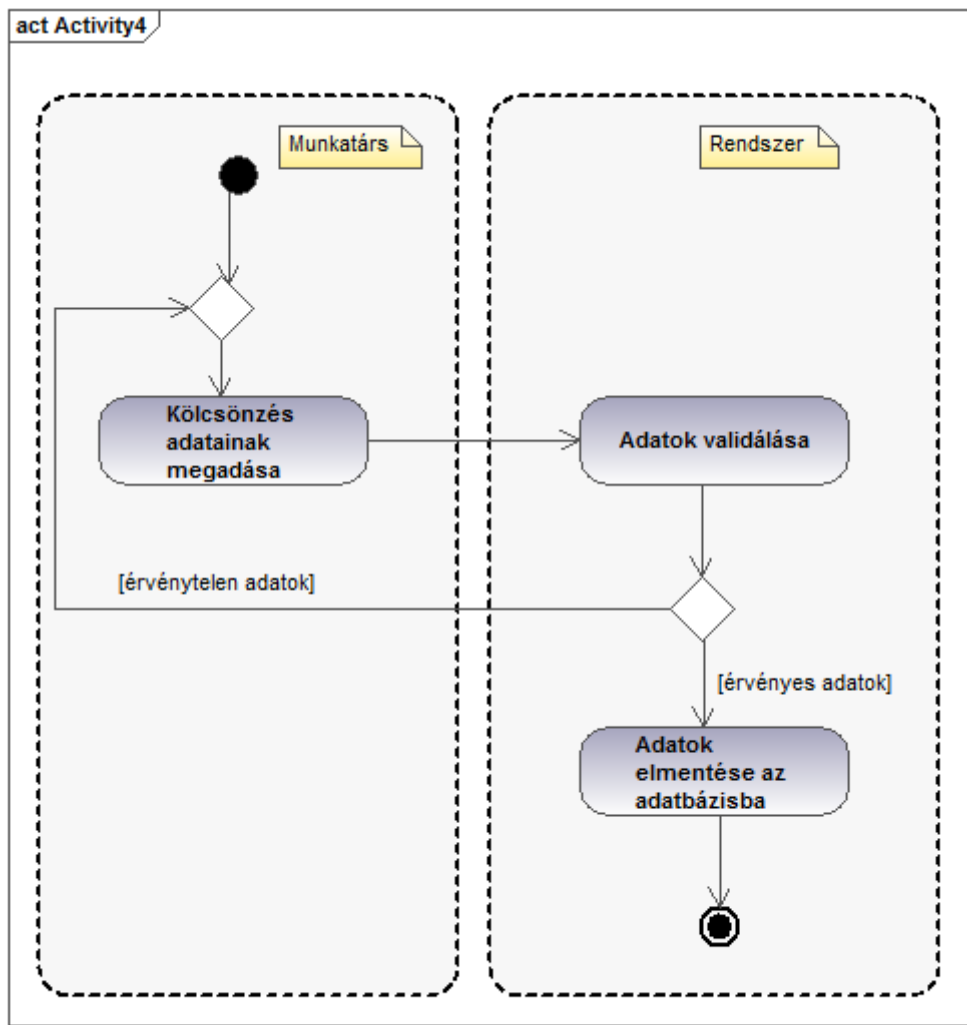 act Activity4
Munkatárs
Rendszer
Kölcsönzés
adatainak
megadása
Adatok validálása
[érvénytelen adatok]
[érvényes adatok]
Adatok
elmentése az
adatbázisba